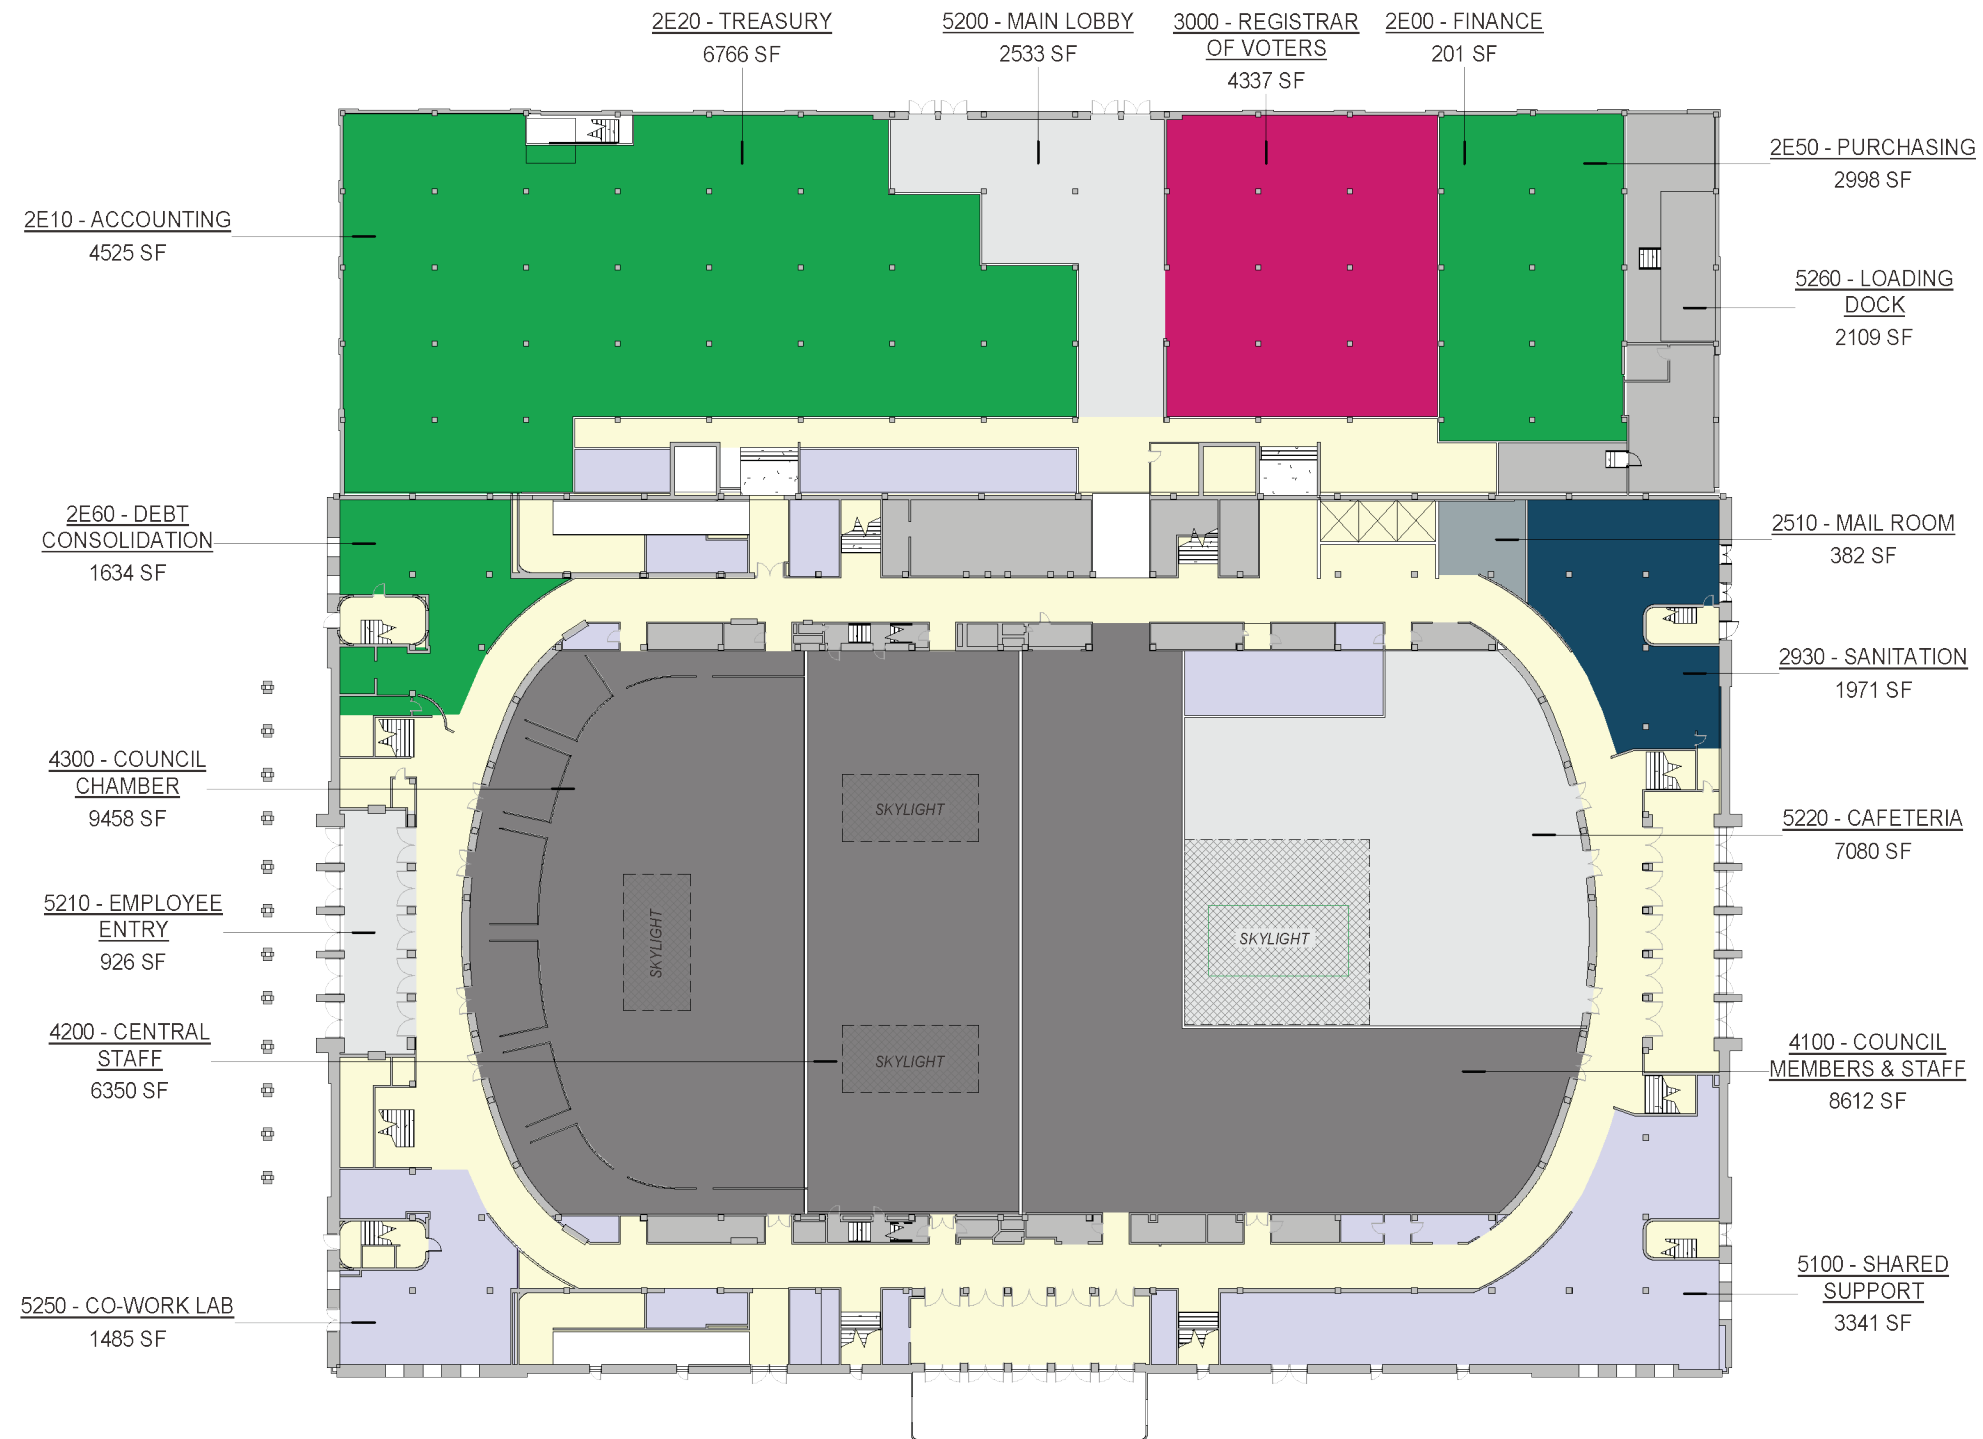 2E20 - TREASURY
6766 SF
5200 - MAIN LOBBY
2533 SF
3000 - REGISTRAR
OF VOTERS
4337 SF
2E00 - FINANCE
201 SF
2E50 - PURCHASING
2998 SF
2E10 - ACCOUNTING
4525 SF
5260 - LOADING
DOCK
2109 SF
2E60 - DEBT
CONSOLIDATION
1634 SF
2510 - MAIL ROOM
382 SF
2930 - SANITATION
1971 SF
4300 - COUNCIL
CHAMBER
9458 SF
SKYLIGHT
5220 - CAFETERIA
7080 SF
5210 - EMPLOYEE
ENTRY
926 SF
SKYLIGHT
SKYLIGHT
4200 - CENTRAL
STAFF
6350 SF
SKYLIGHT
4100 - COUNCIL
MEMBERS & STAFF
8612 SF
5250 - CO-WORK LAB
1485 SF
5100 - SHARED
SUPPORT
3341 SF